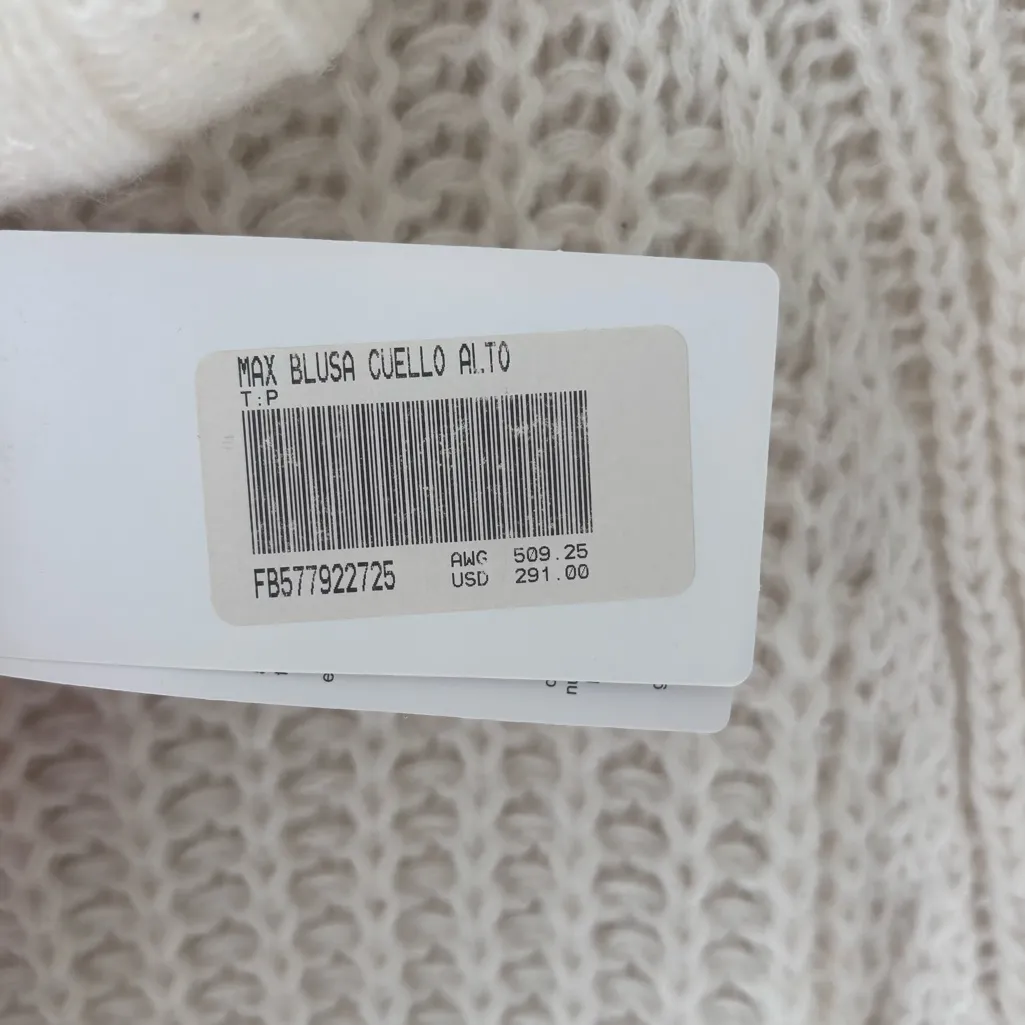 MAX BLUSA CUELLO ALTO
T:P
FB577922725
AWG 509.25
USD 291.00